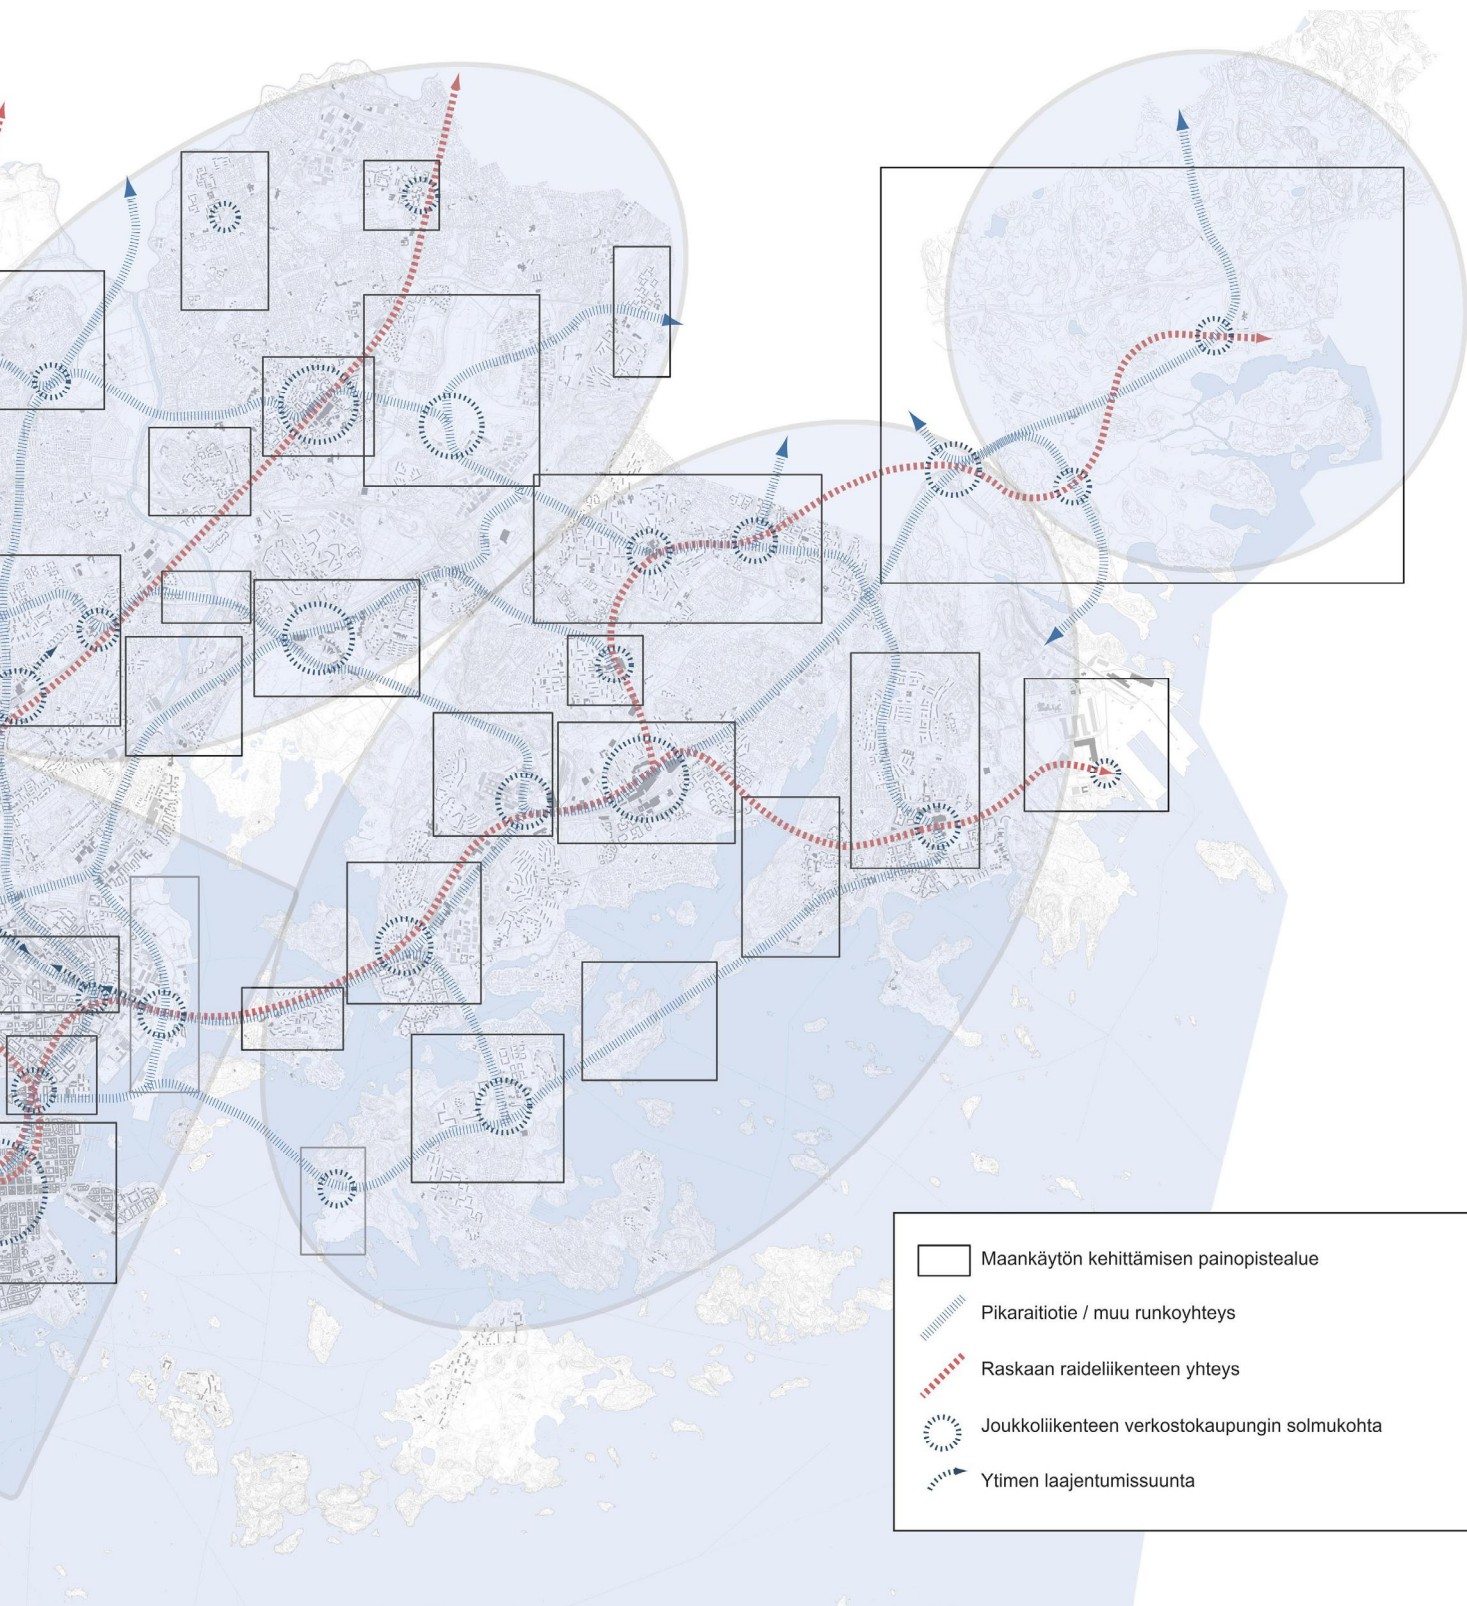 Maankäytön kehittämisen painopistealue
Pikaraitiotie / muu runkoyhteys
Raskaan raideliikenteen yhteys
Joukkoliikenteen verkostokaupungin solmukohta
Ytimen laajentumissuunta